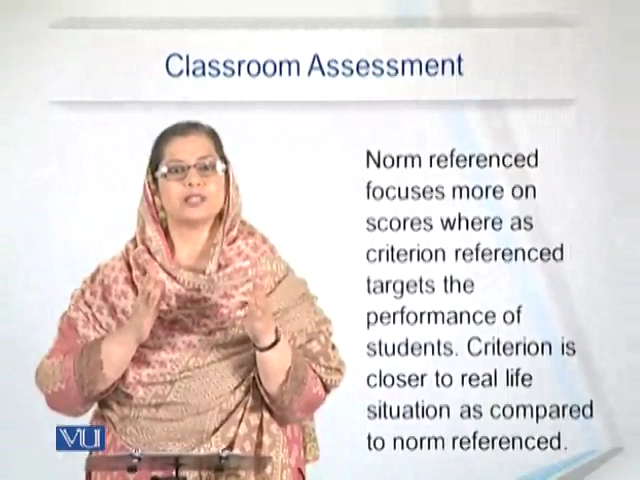 Classroom Assessment
Norm referenced
focuses more on
scores where as
criterion referenced
targets the
performance of
students. Criterion is
closer to real life
situation as compared
to norm referenced.
VU